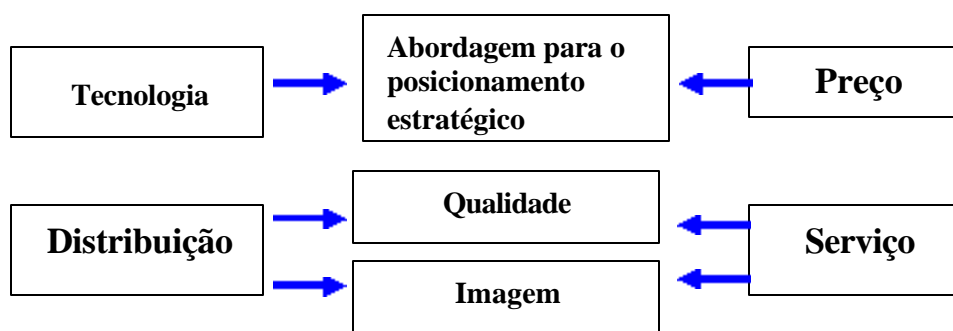 Tecnologia
Abordagem para o
posicionamento
estratégico
Preço
Distribuição
Qualidade
Imagem
Serviço